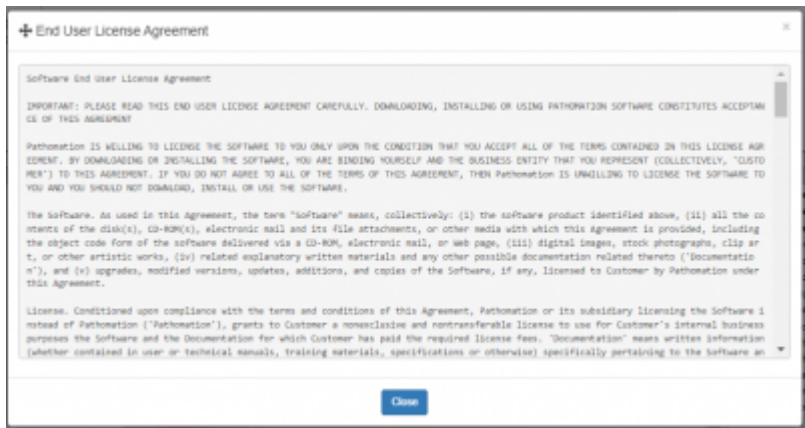 End User License Agreement
×
Software End User License Agreement
IMPORTANT: PLEASE READ THIS END USER LICENSE AGREEMENT CAREFULLY. DOWNLOADING, INSTALLING OR USING PATHOMATION SOFTWARE CONSTITUTES ACCEPTAN
CE OF THIS AGREEMENT
Pathomation IS WILLING TO LICENSE THE SOFTWARE TO YOU ONLY UPON THE CONDITION THAT YOU ACCEPT ALL OF THE TERMS CONTAINED IN THIS LICENSE AGR
EEMENT. BY DOWNLOADING OR INSTALLING THE SOFTWARE, YOU ARE BINDING YOURSELF AND THE BUSINESS ENTITY THAT YOU REPRESENT (COLLECTIVELY, "CUSTO
MER") TO THIS AGREEMENT. IF YOU DO NOT AGREE TO ALL OF THE TERMS OF THIS AGREEMENT, THEN Pathomation IS UNWILLING TO LICENSE THE SOFTWARE TO
YOU AND YOU SHOULD NOT DOWNLOAD, INSTALL OR USE THE SOFTWARE.
The Software. As used in this Agreement, the term "Software" means, collectively: (i) the software product identified above, (ii) all the co
ntents of the disk(s), CD-ROM(s), electronic mail and its file attachments, or other media with which this Agreement is provided, including
the object code form of the software delivered via a CD-ROM, electronic mail, or web page, (iii) digital images, stock photographs, clip ar
t, or other artistic works, (iv) related explanatory written materials and any other possible documentation related thereto ("Documentatio
n"), and (v) upgrades, modified versions, updates, additions, and copies of the Software, if any, licensed to Customer by Pathomation under
this Agreement.
License. Conditioned upon compliance with the terms and conditions of this Agreement, Pathomation or its subsidiary licensing the Software i
nstead of Pathomation ("Pathomation"), grants to Customer a nonexclusive and nontransferable license to use for Customer's internal business
purposes the Software and the Documentation for which Customer has paid the required license fees. "Documentation" means written information
(whether contained in user or technical manuals, training materials, specifications or otherwise) specifically pertaining to the Software an
Close